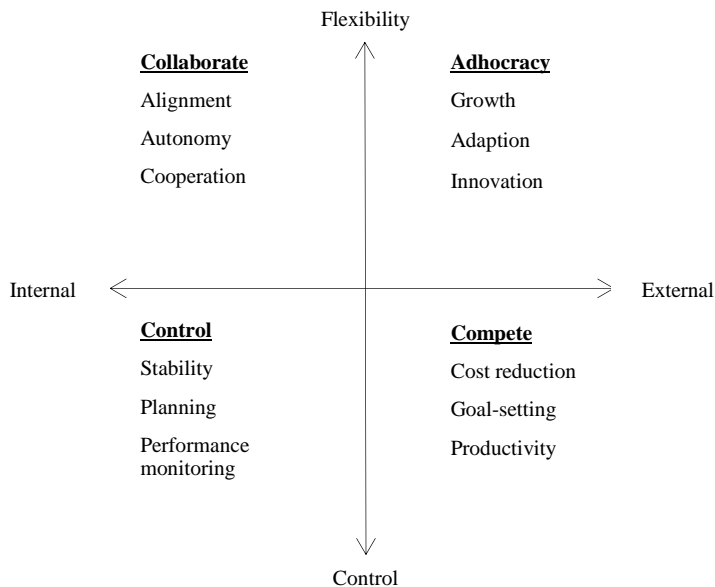 Flexibility
Collaborate
Alignment
Autonomy
Cooperation
Adhocracy
Growth
Adaption
Innovation
Internal
External
Control
Stability
Planning
Performance
monitoring
Compete
Cost reduction
Goal-setting
Productivity
Control